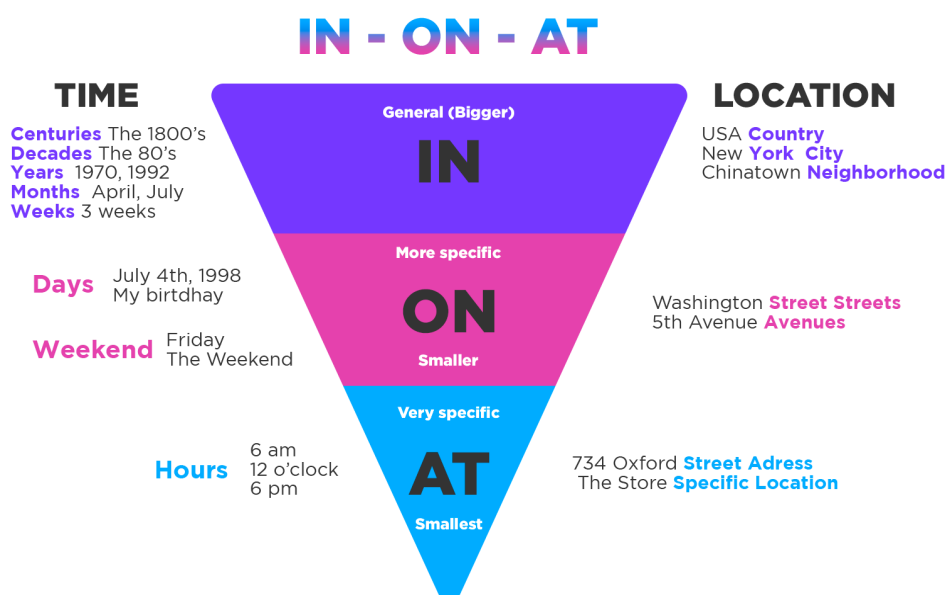 IN - ON - AT
TIME
Centuries The 1800's
Decades The 80's
Years 1970, 1992
Months April, July
Weeks 3 weeks
Days
July 4th, 1998
My birtdhay
Weekend
Friday
The Weekend
Hours
6 am
12 o'clock
6 pm
General (Bigger)
IN
More specific
ON
Smaller
Very specific
AT
Smallest
LOCATION
USA Country
New York City
Chinatown Neighborhood
Washington Street Streets
5th Avenue Avenues
734 Oxford Street Adress
The Store Specific Location